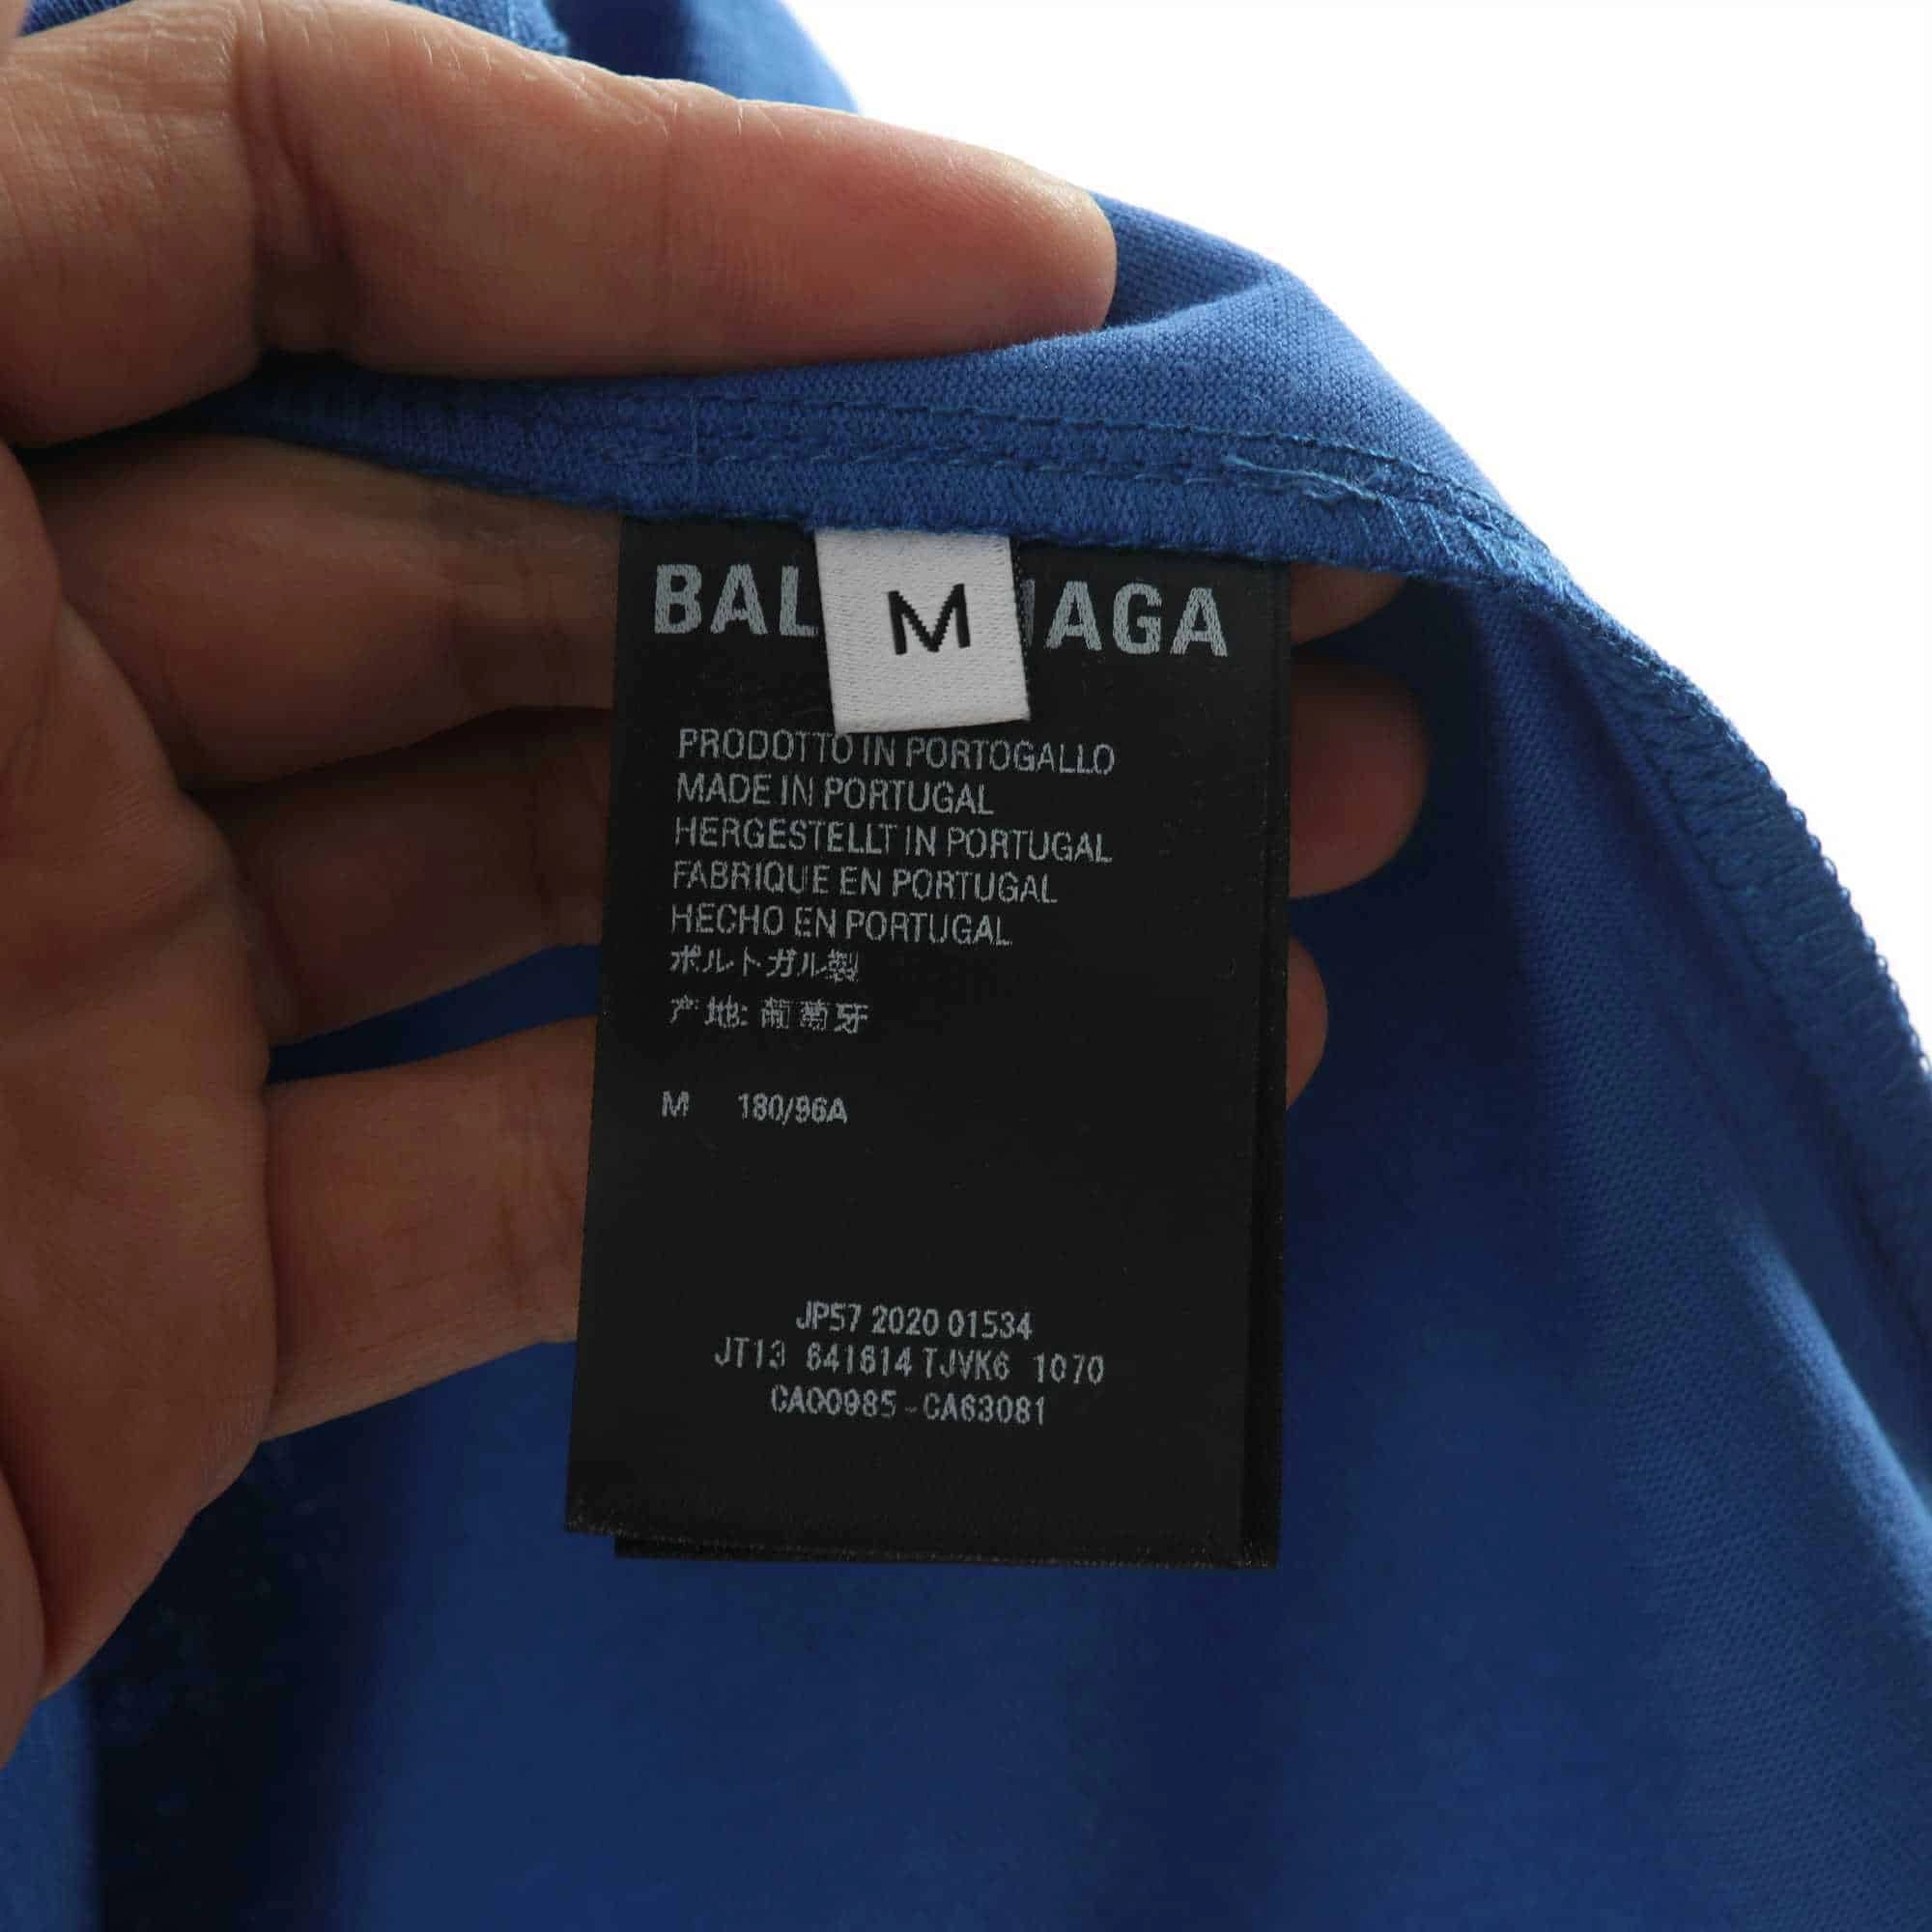 BAL M IAGA
PRODOTTO IN PORTOGALLO
MADE IN PORTUGAL
HERGESTELLT IN PORTUGAL
FABRIQUE EN PORTUGAL
HECHO EN PORTUGAL
ポルトガル製
产地: 葡萄牙
M 180/96A
JP57 2020 01534
JT13 641614 TJVK6 1070
CA00985 - CA63081